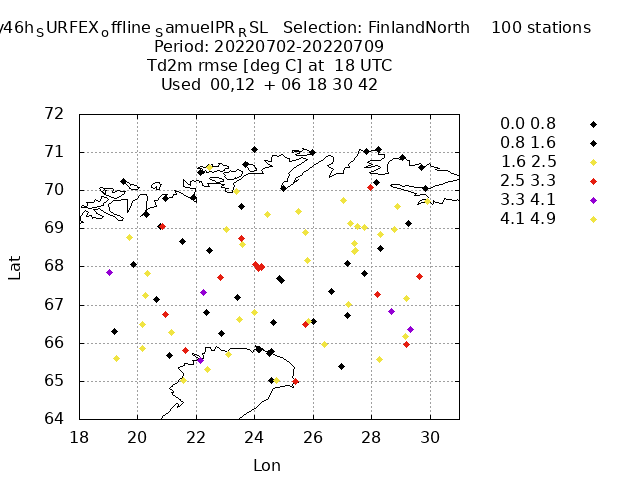 y46h_SURFEX_offline_SamuelPR_RSL Selection: FinlandNorth 100 stations
Period: 20220702-20220709
Td2m rmse [deg C] at 18 UTC
Used 00,12 + 06 18 30 42
72
71
70
69
68
67
66
65
64
18 20 22 24 26 28 30
Lat
Lon
0.0 0.8
0.8 1.6
1.6 2.5
2.5 3.3
3.3 4.1
4.1 4.9